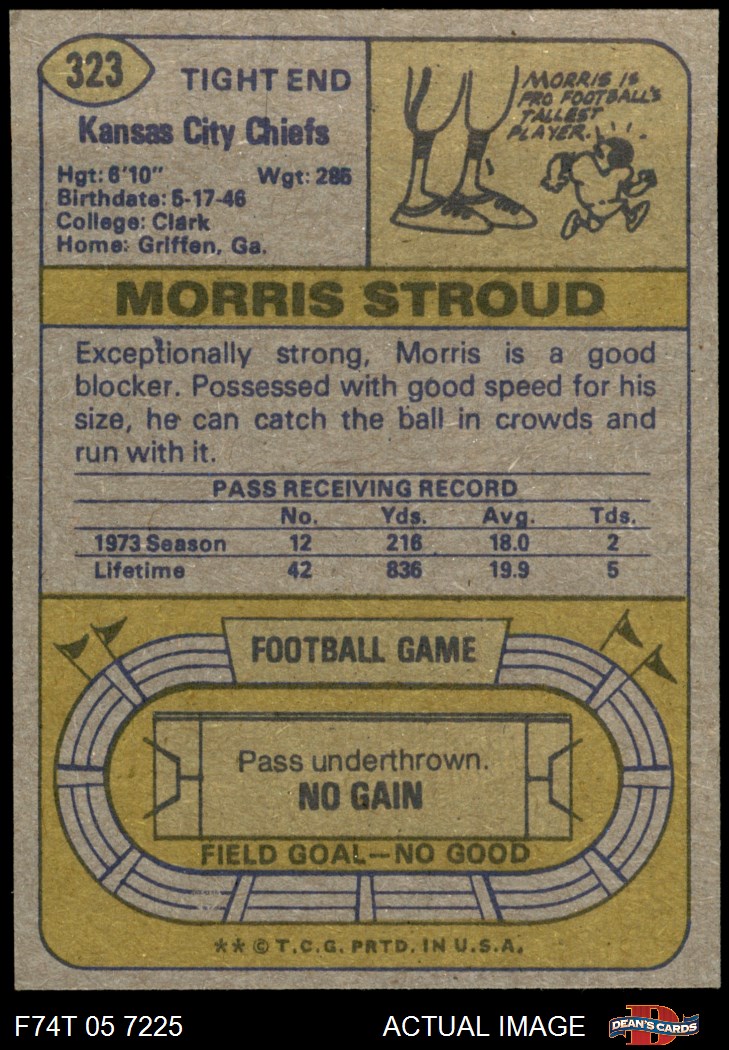 323
TIGHT END
Kansas City Chiefs
Hgt: 6'10" Wgt: 285
Birthdate: 5-17-46
College: Clark
Home: Griffen, Ga.
MORRIS IS
PRO FOOTBALL'S
TALLEST
PLAYER.
MORRIS STROUD
Exceptionally strong, Morris is a good
blocker. Possessed with good speed for his
size, he can catch the ball in crowds and
run with it.
PASS RECEIVING RECORD
No. Yds. Avg. Tds.
1973 Season 12 216 18.0 2
Lifetime 42 836 19.9 5
FOOTBALL GAME
Pass underthrown.
NO GAIN
FIELD GOAL—NO GOOD
** © T.C.G. PRTD. IN U.S.A.
F74T 05 7225 ACTUAL IMAGE
D
DEAN'S CARDS